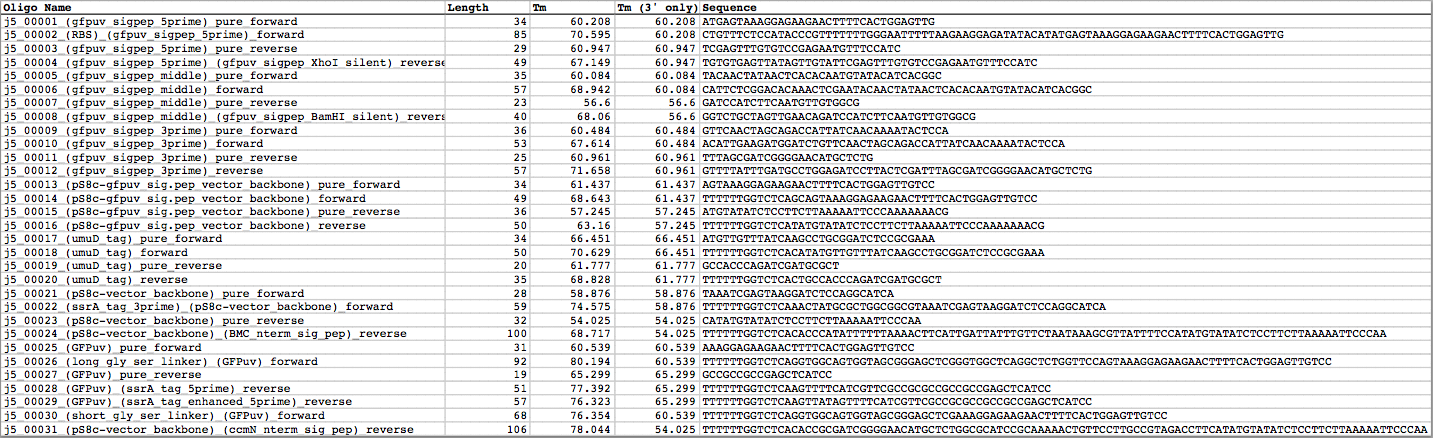 Oligo Name Length Tm Tm (3' only) Sequence
j5_00001_(gfpuv_sigpep_5prime)_pure_forward 34 60.208 60.208 ATGAGTAAAGGAGAAGAACTTTTCACTGGAGTTG
j5_00002_(RBS)_(gfpuv_sigpep_5prime)_forward 85 70.595 60.208 CTGTTTCTCCATACCCGTTTTTTTGGGAATTTTTAAGAAGGAGATATACATATGAGTAAAGGAGAAGAACTTTTCACTGGAGTTG
j5_00003_(gfpuv_sigpep_5prime)_pure_reverse 29 60.947 60.947 TCGAGTTTGTGTCCGAGAATGTTTCCATC
j5_00004_(gfpuv_sigpep_5prime)_(gfpuv_sigpep_XhoI_silent)_reverse 49 67.149 60.947 TGTGTGAGTTATAGTTGTATTCGAGTTTGTGTCCGAGAATGTTTCCATC
j5_00005_(gfpuv_sigpep_middle)_pure_forward 35 60.084 60.084 TACAACTATAACTCACACAATGTATACATCACGGC
j5_00006_(gfpuv_sigpep_middle)_forward 57 68.942 60.084 CATTCTCGGACACAAACTCGAATACAACTATAACTCACACAATGTATACATCACGGC
j5_00007_(gfpuv_sigpep_middle)_pure_reverse 23 56.6 56.6 GATCCATCTTCAATGTTGTGGCG
j5_00008_(gfpuv_sigpep_middle)_(gfpuv_sigpep_BamHI_silent)_revers 40 68.06 56.6 GGTCTGCTAGTTGAACAGATCCATCTTCAATGTTGTGGCG
j5_00009_(gfpuv_sigpep_3prime)_pure_forward 36 60.484 60.484 GTTCAACTAGCAGACCATTATCAACAAAATACTCCA
j5_00010_(gfpuv_sigpep_3prime)_forward 53 67.614 60.484 ACATTGAAGATGGATCTGTTCAACTAGCAGACCATTATCAACAAAATACTCCA
j5_00011_(gfpuv_sigpep_3prime)_pure_reverse 25 60.961 60.961 TTTAGCGATCGGGGAACATGCTCTG
j5_00012_(gfpuv_sigpep_3prime)_reverse 57 71.658 60.961 GTTTTATTTGATGCCTGGAGATCCTTACTCGATTTAGCGATCGGGGAACATGCTCTG
j5_00013_(pS8c-gfpuv_sig.pep_vector_backbone)_pure_forward 34 61.437 61.437 AGTAAAGGAGAAGAACTTTTCACTGGAGTTGTCC
j5_00014_(pS8c-gfpuv_sig.pep_vector_backbone)_forward 49 68.643 61.437 TTTTTTGGTCTCAGCAGTAAAGGAGAAGAACTTTTCACTGGAGTTGTCC
j5_00015_(pS8c-gfpuv_sig.pep_vector_backbone)_pure_reverse 36 57.245 57.245 ATGTATATCTCCTTCTTAAAAATTCCCAAAAAAACG
j5_00016_(pS8c-gfpuv_sig.pep_vector_backbone)_reverse 50 63.16 57.245 TTTTTTGGTCTCATATGTATATCTCCTTCTTAAAAATTCCCAAAAAAACG
j5_00017_(umuD_tag)_pure_forward 34 66.451 66.451 ATGTTGTTTATCAAGCCTGCGGATCTCCGCGAAA
j5_00018_(umuD_tag)_forward 50 70.629 66.451 TTTTTTGGTCTCACATATGTTGTTTATCAAGCCTGCGGATCTCCGCGAAA
j5_00019_(umuD_tag)_pure_reverse 20 61.777 61.777 GCCACCCAGATCGATGCGCT
j5_00020_(umuD_tag)_reverse 35 68.828 61.777 TTTTTTGGTCTCACTGCCACCCAGATCGATGCGCT
j5_00021_(pS8c-vector_backbone)_pure_forward 28 58.876 58.876 TAAATCGAGTAAGGATCTCCAGGCATCA
j5_00022_(ssrA_tag_3prime)_(pS8c-vector_backbone)_forward 59 74.575 58.876 TTTTTTGGTCTCAAACTATGCGCTGGCGGCGTAAATCGAGTAAGGATCTCCAGGCATCA
j5_00023_(pS8c-vector_backbone)_pure_reverse 32 54.025 54.025 CATATGTATATCTCCTTCTTAAAAATTCCCAA
j5_00024_(pS8c-vector_backbone)_(BMC_nterm_sig_pep)_reverse 100 68.717 54.025 TTTTTTGGTCTCACACCCATATTTTTTAAAACTTCATTGATTATTTGTTCTAATAAAGCGTTATTTTCCATATGTATATCTCCTTCTTAAAAATTCCCAA
j5_00025_(GFPuv)_pure_forward 31 60.539 60.539 AAAGGAGAAGAACTTTTCACTGGAGTTGTCC
j5_00026_(long_gly_ser_linker)_(GFPuv)_forward 92 80.194 60.539 TTTTTTGGTCTCAGGTGGCAGTGGTAGCGGGAGCTCGGGTGGCTCAGGCTCTGGTTCCAGTAAAGGAGAAGAACTTTTCACTGGAGTTGTCC
j5_00027_(GFPuv)_pure_reverse 19 65.299 65.299 GCCGCCGCCGAGCTCATCC
j5_00028_(GFPuv)_(ssrA_tag_5prime)_reverse 51 77.392 65.299 TTTTTTGGTCTCAAGTTTTCATCGTTCGCCGCGCCGCCGCCGAGCTCATCC
j5_00029_(GFPuv)_(ssrA_tag_enhanced_5prime)_reverse 57 76.323 65.299 TTTTTTGGTCTCAAGTTATAGTTTTCATCGTTCGCCGCGCCGCCGCCGAGCTCATCC
j5_00030_(short_gly_ser_linker)_(GFPuv)_forward 68 76.354 60.539 TTTTTTGGTCTCAGGTGGCAGTGGTAGCGGGAGCTCGAAAGGAGAAGAACTTTTCACTGGAGTTGTCC
j5_00031_(pS8c-vector_backbone)_(ccmN_nterm_sig_pep)_reverse 106 78.044 54.025 TTTTTTGGTCTCACACCGCGATCGGGGAACATGCTCTGGCGCATCCGCAAAAACTGTTCCTTGCCGTAGACCTTCATATGTATATCTCCTTCTTAAAAATTCCCAA